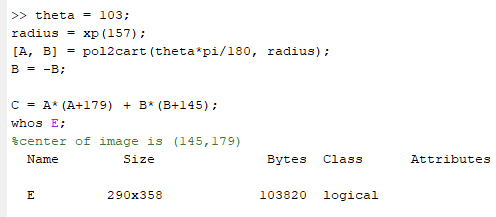 >> theta = 103;
radius = xp(157);
[A, B] = pol2cart(theta*pi/180, radius);
B = -B;
C = A*(A+179) + B*(B+145);
whos E;
%center of image is (145,179)
Name Size Bytes Class Attributes
E 290x358 103820 logical